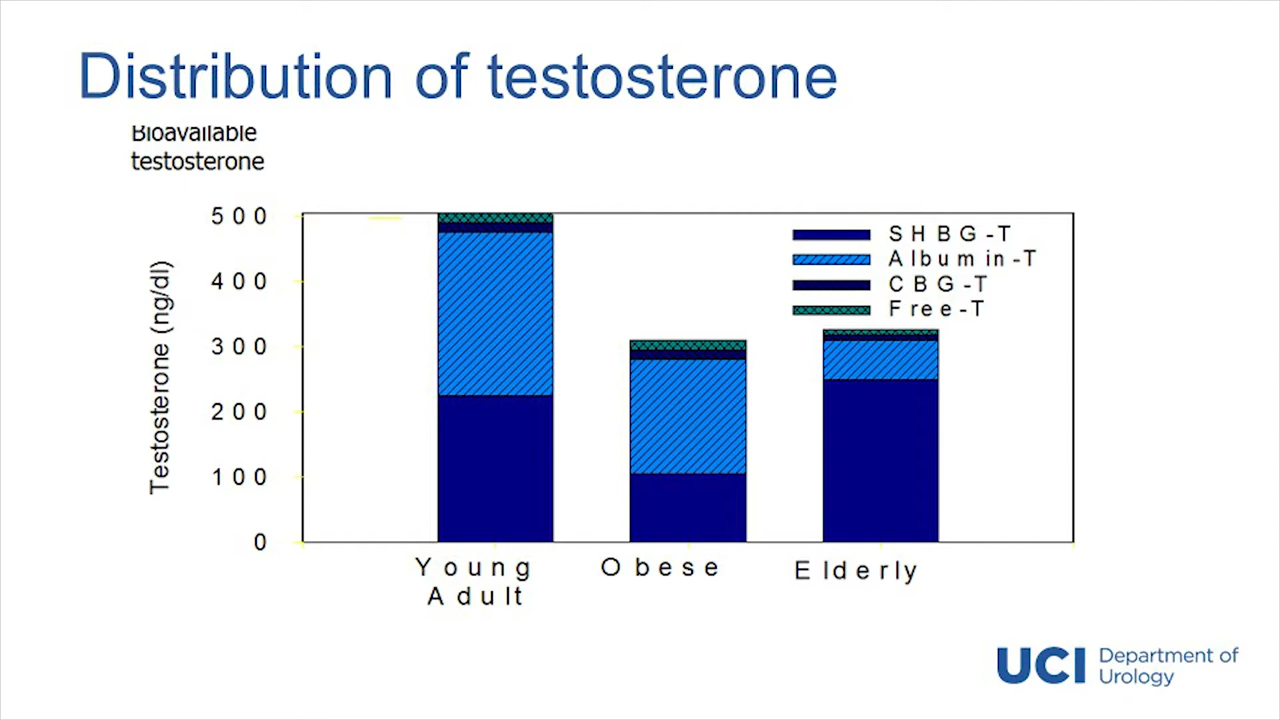 Distribution of testosterone
Bioavailable
testosterone
Testosterone (ng/dl)
500
400
300
200
100
0
SHBG-T
Albumin-T
CBG-T
Free-T
Young
Adult
Obese
Elderly
UCI
Department of
Urology